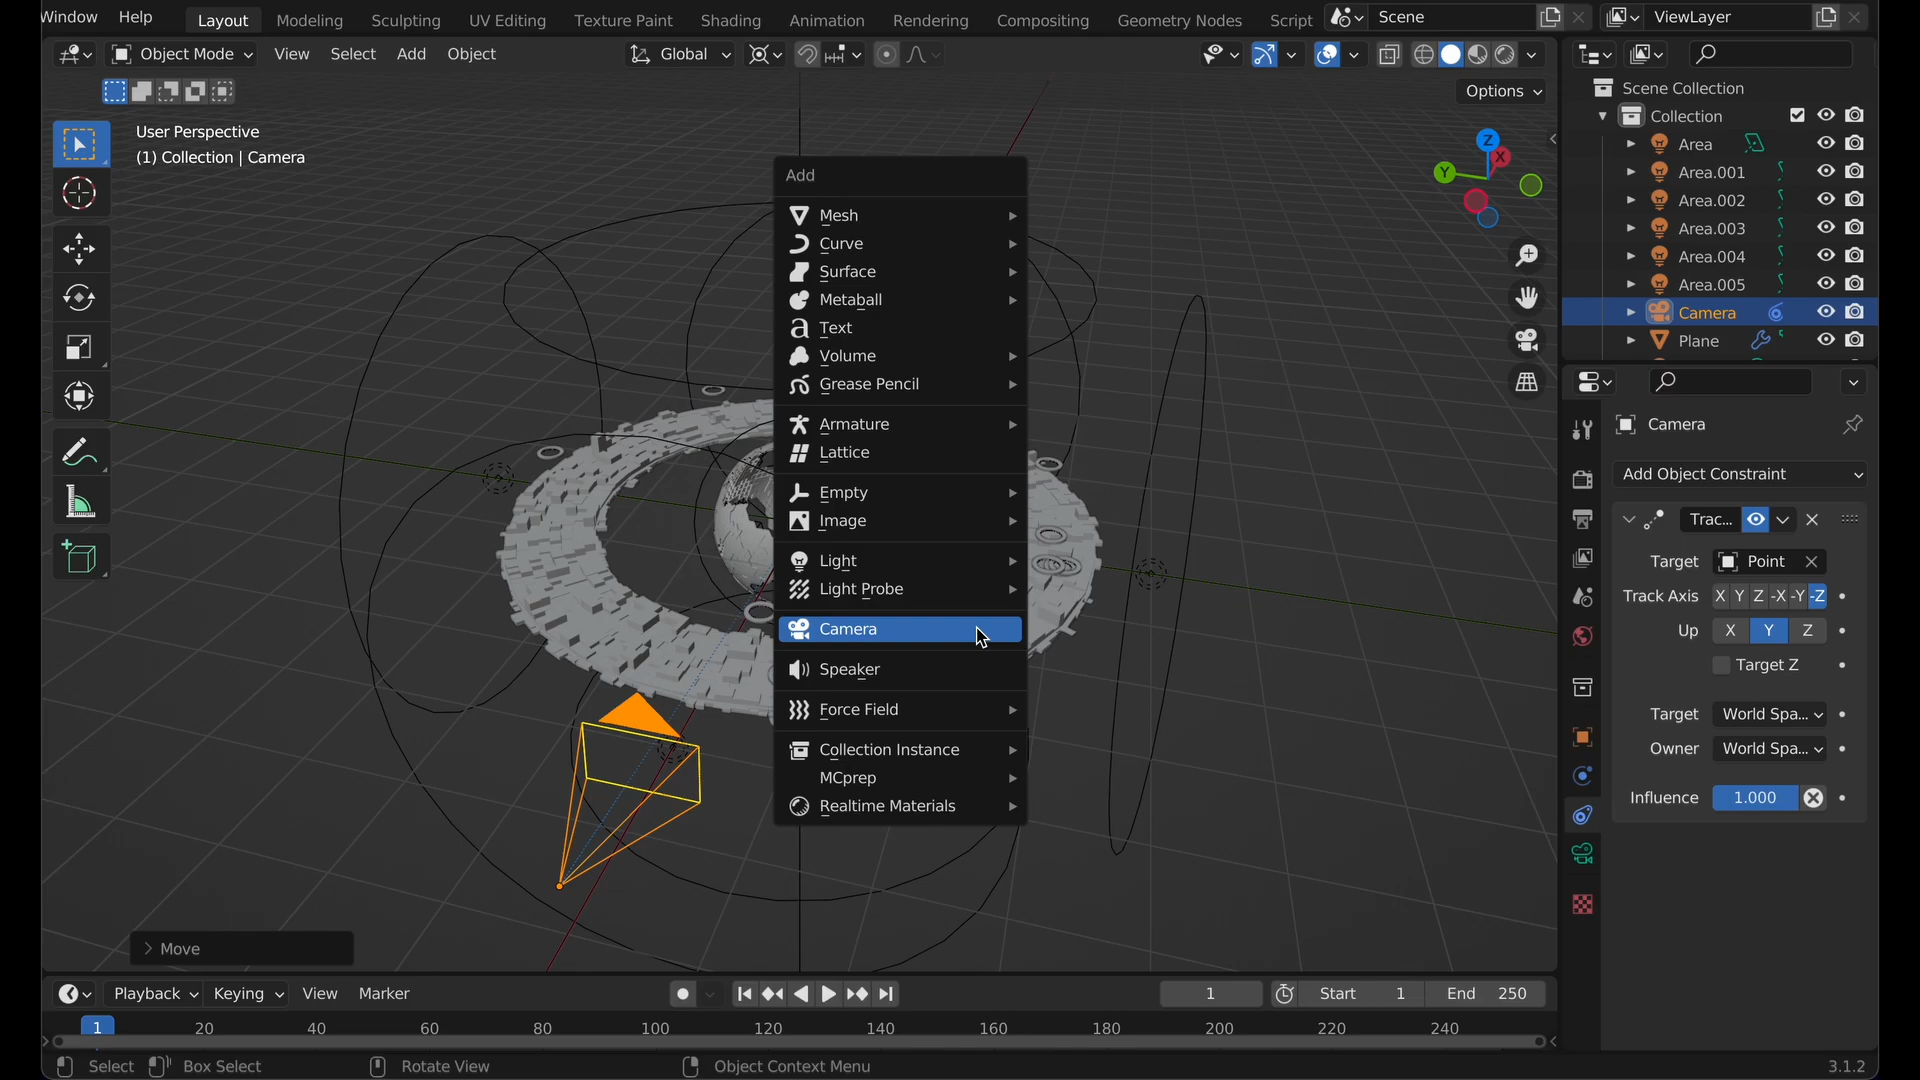 Window Help Layout Modeling Sculpting UV Editing Texture Paint Shading Animation Rendering Compositing Geometry Nodes Script Scene ViewLayer
Object Mode View Select Add Object Global
Options
User Perspective
(1) Collection | Camera
Z
X
Y
Add
Mesh
Curve
Surface
Metaball
Text
Volume
Grease Pencil
Armature
Lattice
Empty
Image
Light
Light Probe
Camera
Speaker
Force Field
Collection Instance
MCprep
Realtime Materials
Move
Scene Collection
Collection
Area
Area.001
Area.002
Area.003
Area.004
Area.005
Camera
Plane
Camera
Add Object Constraint
Trac...
Target Point
Track Axis X Y Z -X -Y -Z
Up X Y Z
Target Z
Target World Spa...
Owner World Spa...
Influence 1.000
Playback Keying View Marker 1 Start 1 End 250
1 20 40 60 80 100 120 140 160 180 200 220 240
Select Box Select Rotate View Object Context Menu 3.1.2